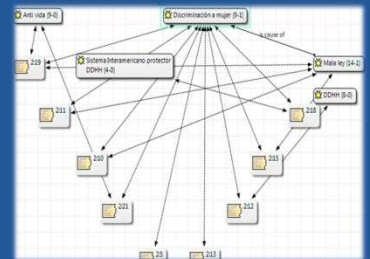 Anti vida (9-0)
Discriminación a mujer (9-1)
is cause of
2:19
Sistema Interamericano protector
DDHH (4-0)
Mala ley (14-1)
DDHH (8-0)
2:11
2:18
2:10
2:15
2:21
2:12
2:5
2:13